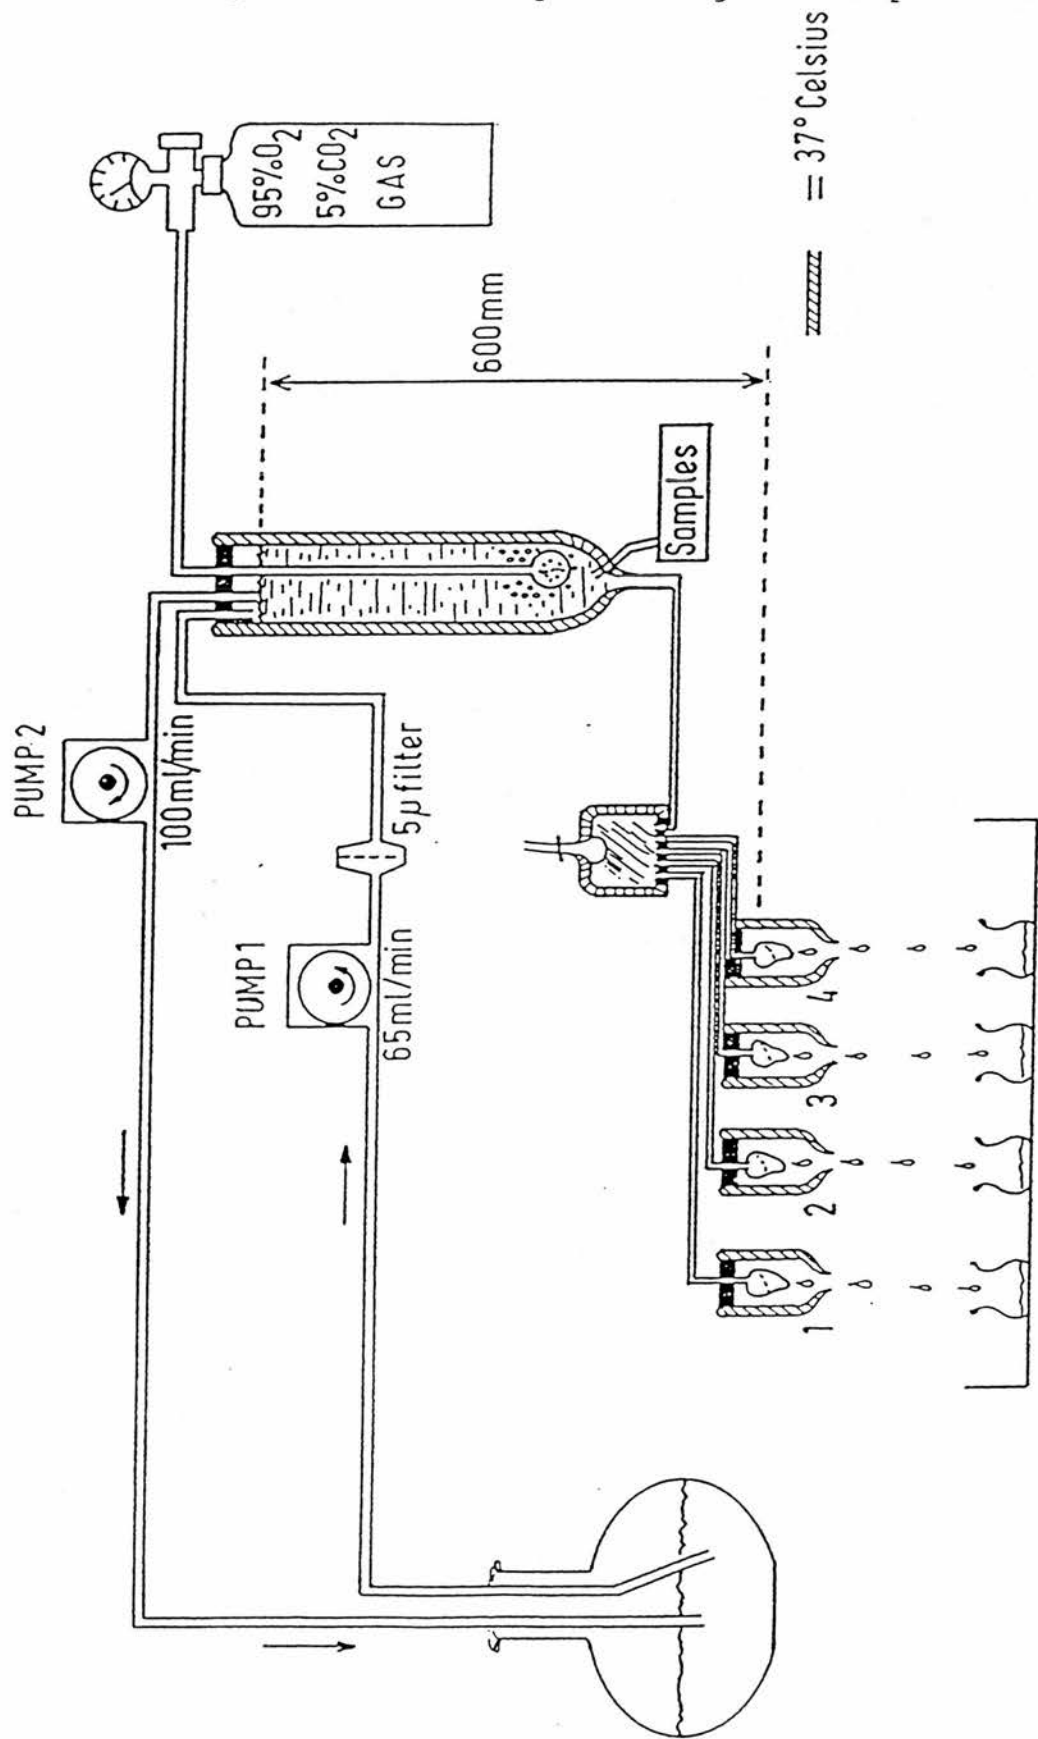 PUMP 2
100ml/min
PUMP 1
65ml/min
5µ filter
95%O2
5%CO2
GAS
600mm
Samples
= 37° Celsius
1
2
3
4